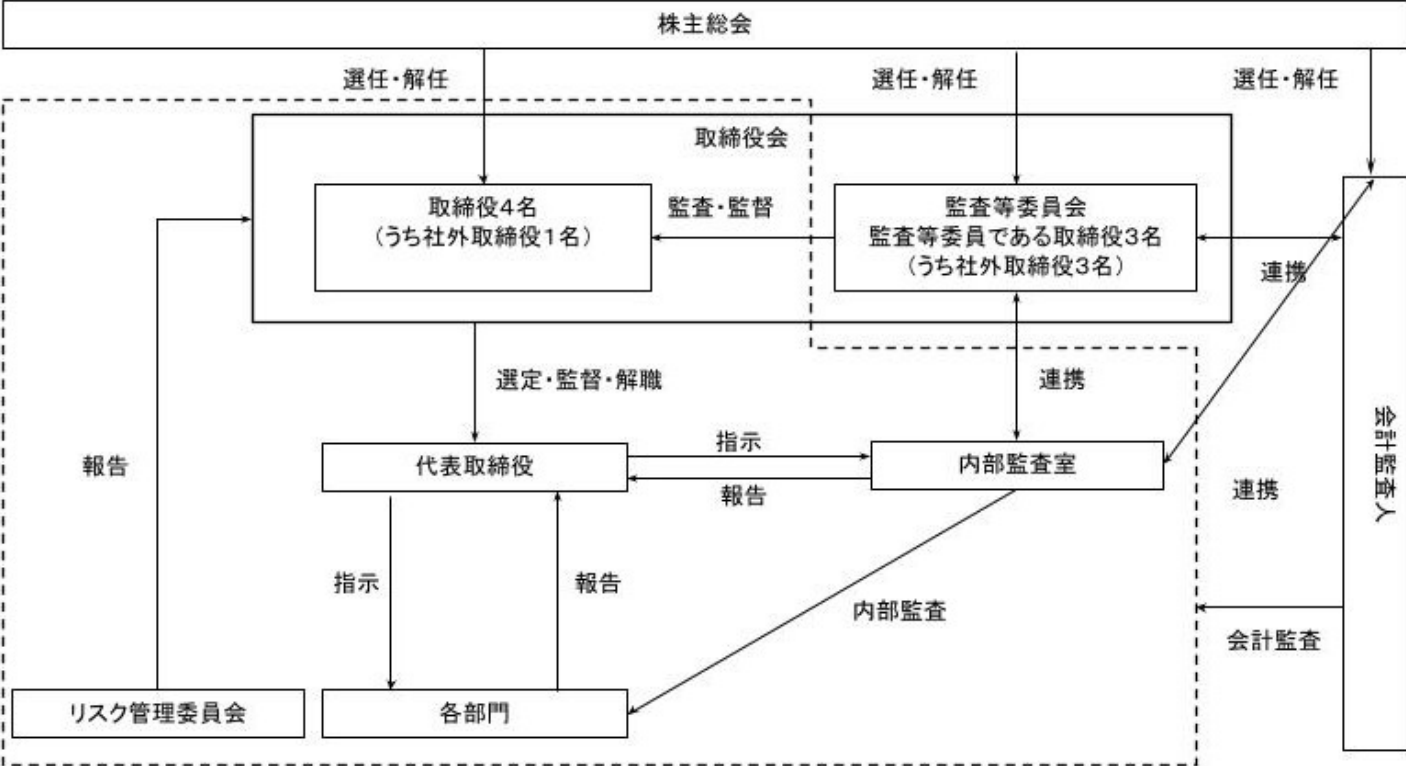 株主総会
選任・解任
選任・解任
選任・解任
取締役会
取締役4名
(うち社外取締役1名)
監査・監督
監査等委員会
監査等委員である取締役3名
(うち社外取締役3名)
連携
選定・監督・解職
連携
会計監査人
代表取締役
指示
報告
内部監査室
報告
連携
指示
報告
内部監査
会計監査
リスク管理委員会
各部門